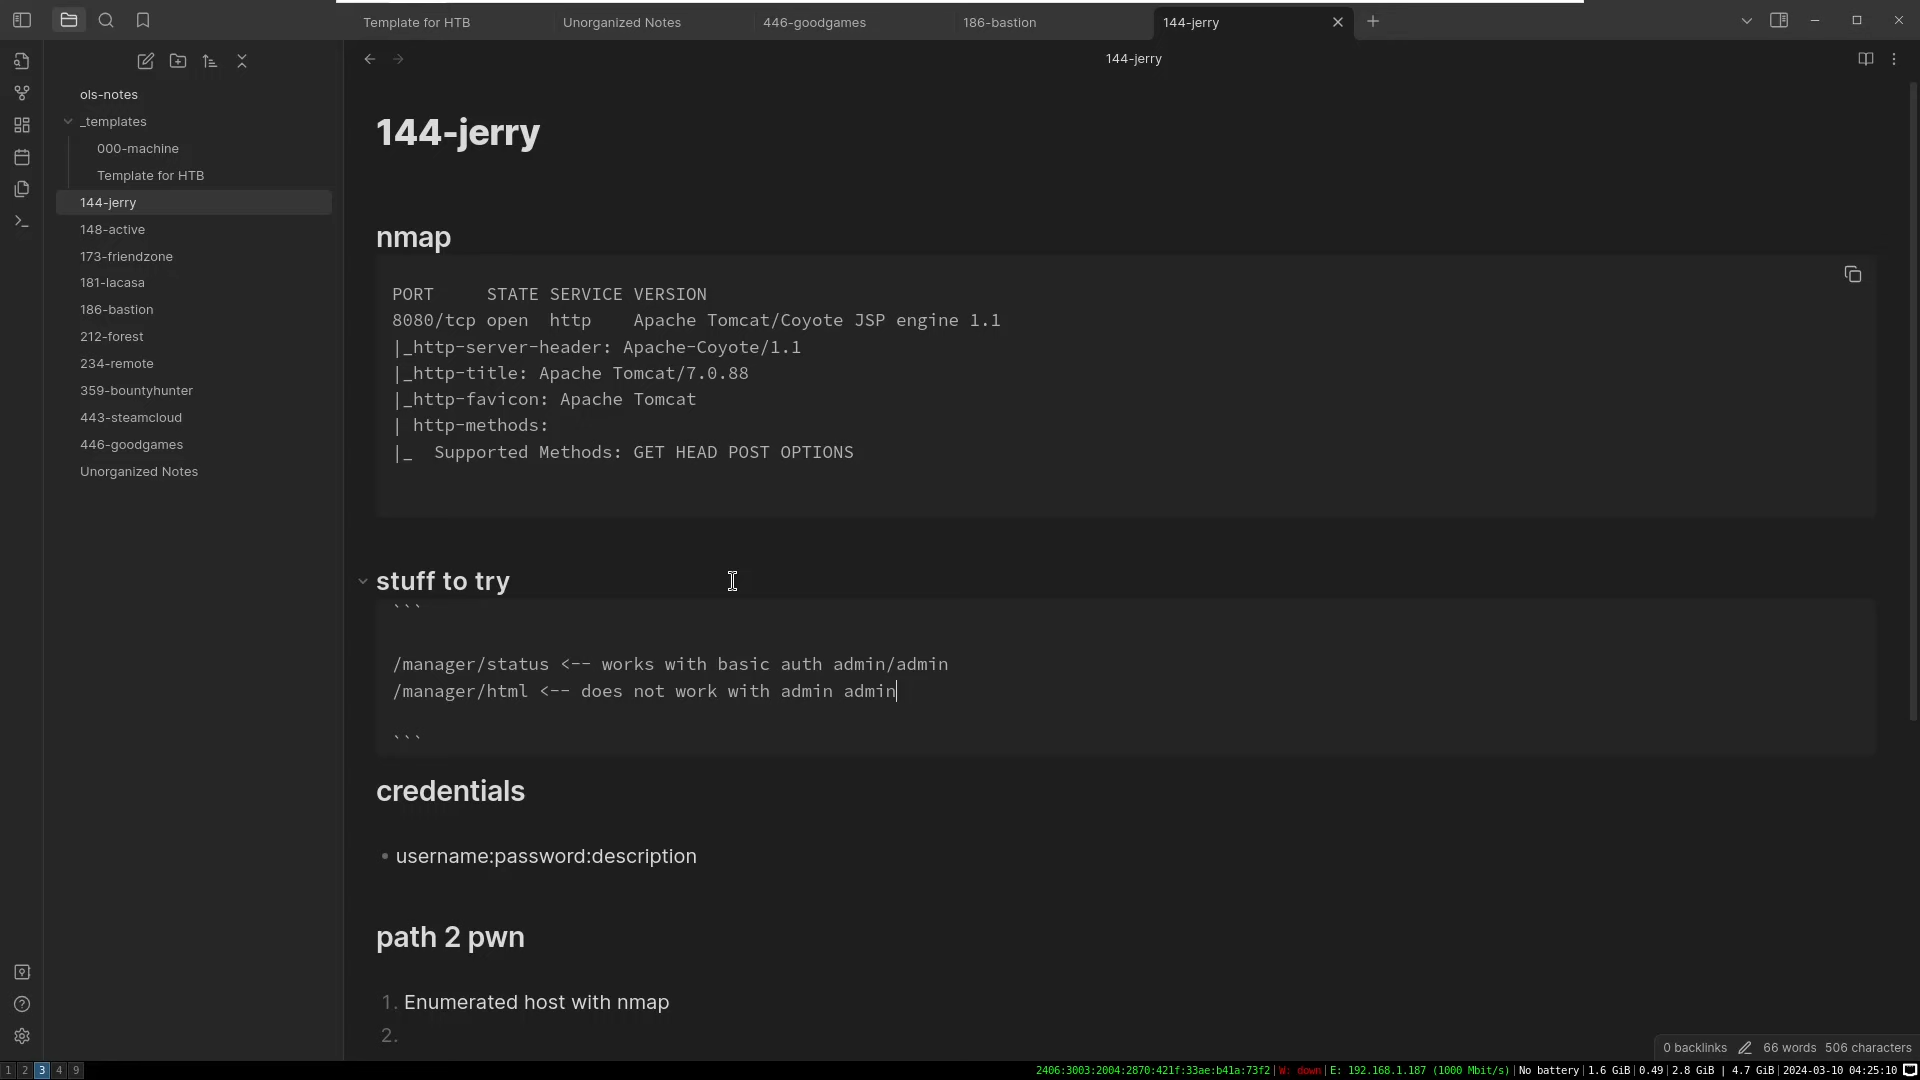 Template for HTB
Unorganized Notes
446-goodgames
186-bastion
144-jerry
144-jerry
ols-notes
_templates
000-machine
Template for HTB
144-jerry
148-active
173-friendzone
181-lacasa
186-bastion
212-forest
234-remote
359-bountyhunter
443-steamcloud
446-goodgames
Unorganized Notes
144-jerry
nmap
PORT     STATE SERVICE VERSION
8080/tcp open  http    Apache Tomcat/Coyote JSP engine 1.1
|_http-server-header: Apache-Coyote/1.1
|_http-title: Apache Tomcat/7.0.88
|_http-favicon: Apache Tomcat
| http-methods:
|_  Supported Methods: GET HEAD POST OPTIONS
stuff to try
```
/manager/status <-- works with basic auth admin/admin
/manager/html <-- does not work with admin admin
```
credentials
• username:password:description
path 2 pwn
1. Enumerated host with nmap
2.
0 backlinks 66 words 506 characters
1 2 3 4 9
2406:3003:2004:2870:421f:33ae:b41a:73f2|W: down|E: 192.168.1.187 (1000 Mbit/s)|No battery|1.6 GiB|0.49|2.8 GiB | 4.7 GiB|2024-03-10 04:25:10